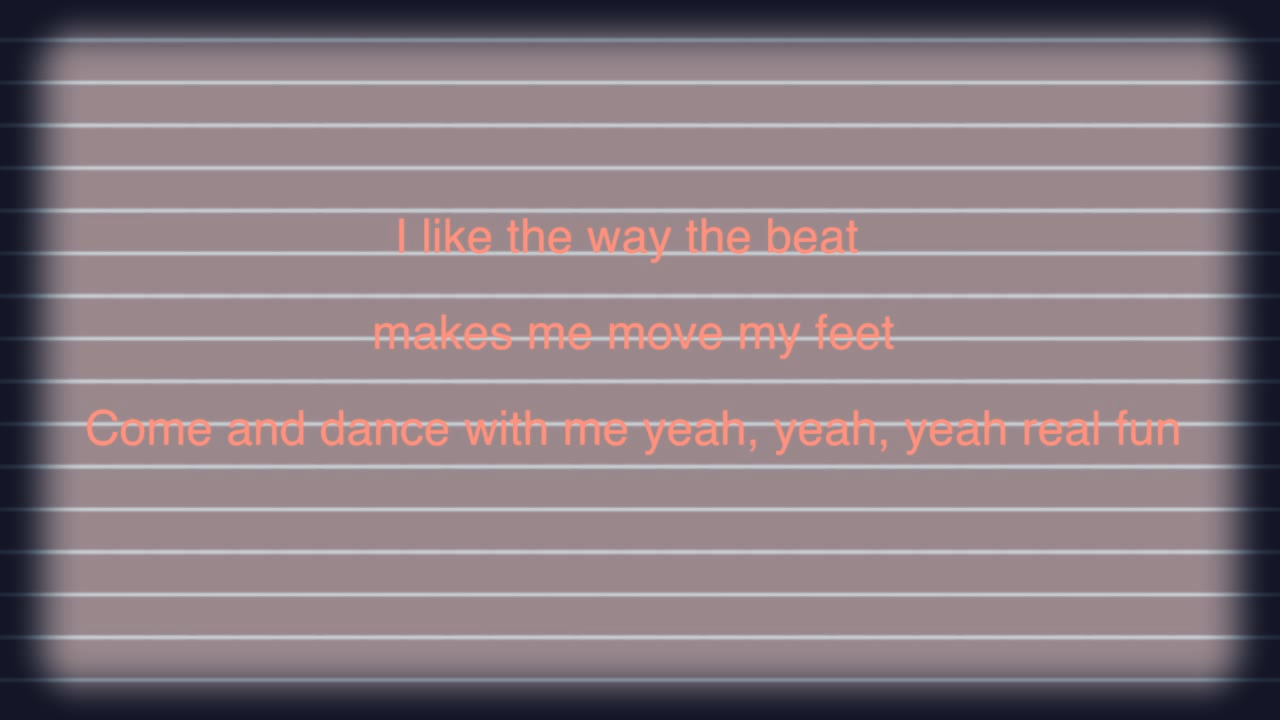 I like the way the beat
makes me move my feet
Come and dance with me yeah, yeah, yeah real fun